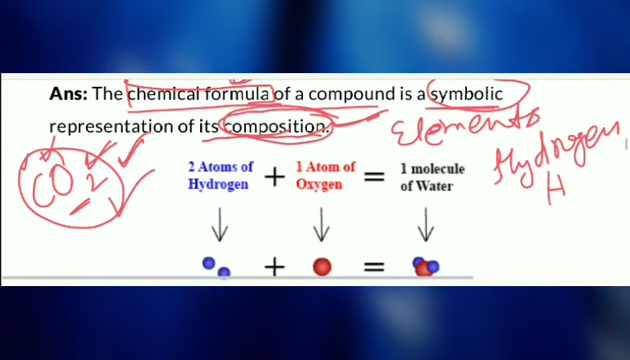 Ans: The chemical formula of a compound is a symbolic
representation of its composition.
Elements
Hydrogen
H
CO2
2 Atoms of + 1 Atom of = 1 molecule
Hydrogen Oxygen of Water
+ =